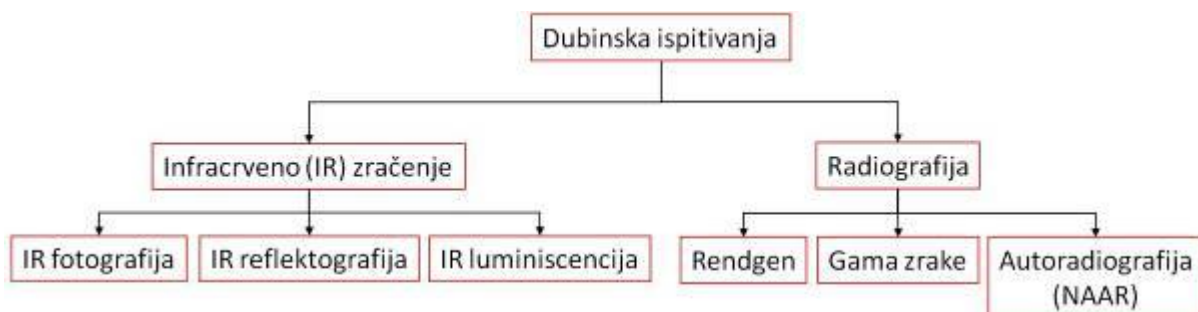 Dubinska ispitivanja
Infracrveno (IR) zračenje
Radiografija
IR fotografija
IR reflektografija
IR luminiscencija
Rendgen
Gama zrake
Autoradiografija
(NAAR)